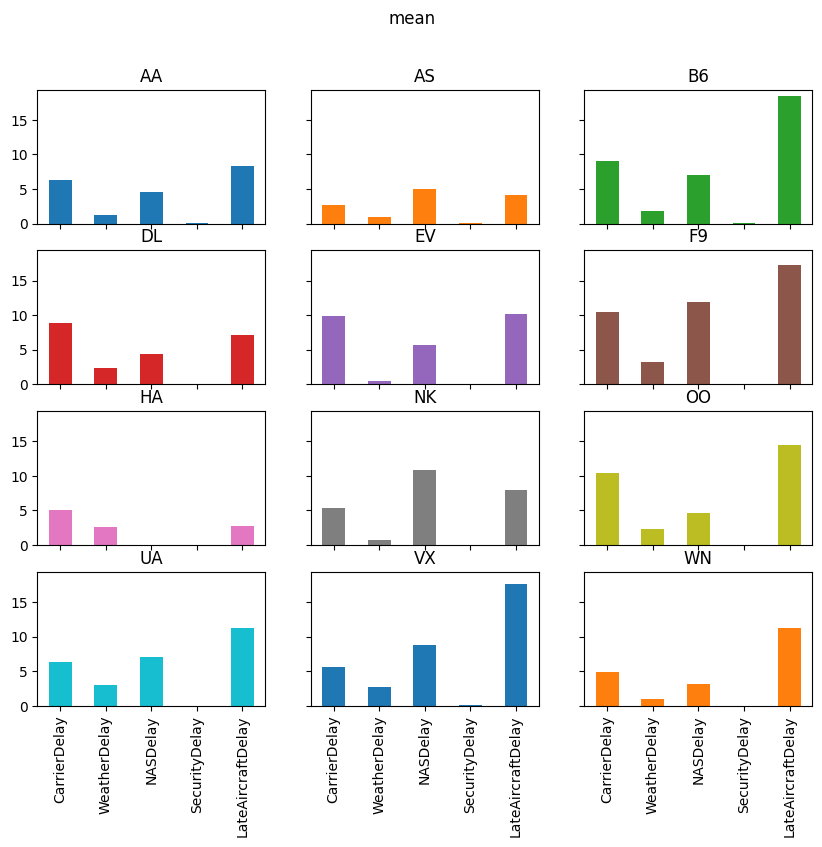 mean
AA
AS
B6
15
10
5
0
DL
EV
F9
15
10
5
0
HA
NK
OO
15
10
5
0
UA
VX
WN
15
10
5
0
CarrierDelay
WeatherDelay
NASDelay
SecurityDelay
LateAircraftDelay
CarrierDelay
WeatherDelay
NASDelay
SecurityDelay
LateAircraftDelay
CarrierDelay
WeatherDelay
NASDelay
SecurityDelay
LateAircraftDelay